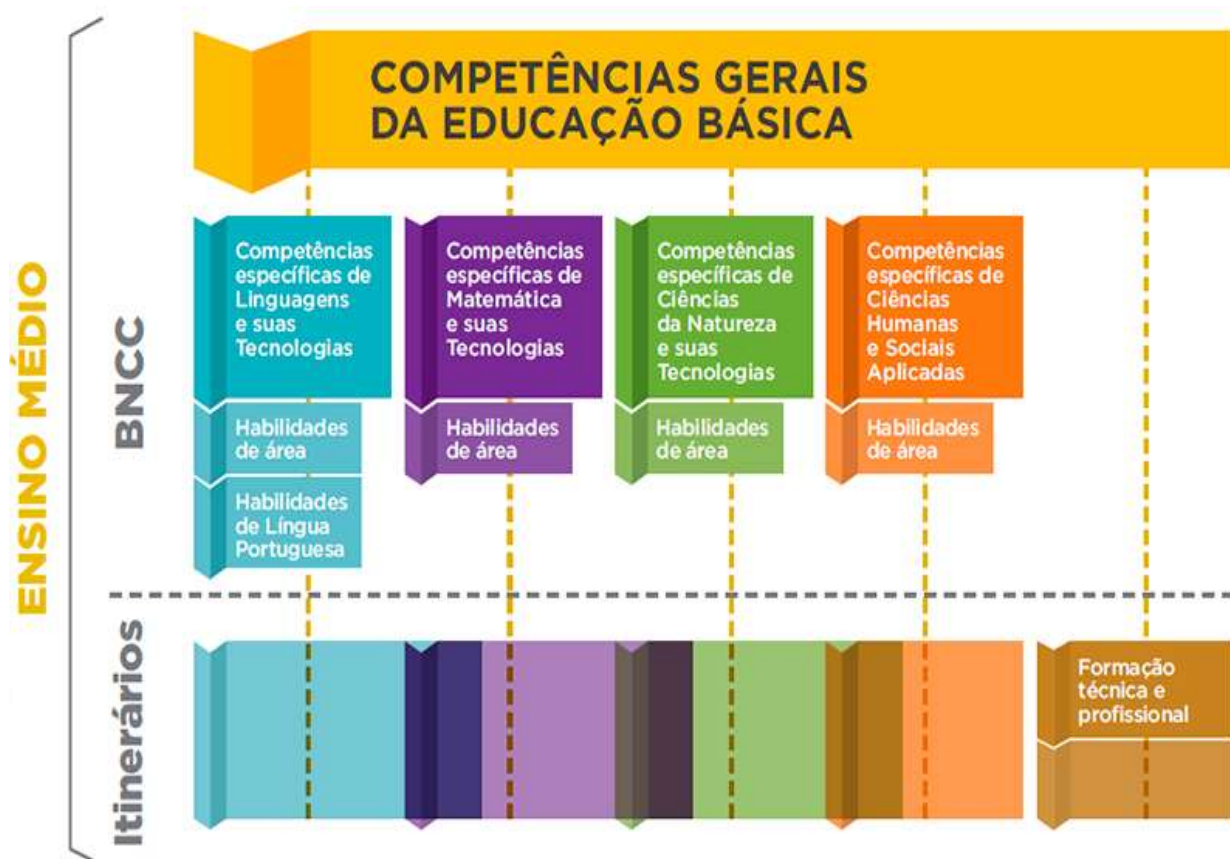 ENSINO MÉDIO
BNCC
Itinerários
COMPETÊNCIAS GERAIS
DA EDUCAÇÃO BÁSICA
Competências
específicas de
Linguagens
e suas
Tecnologias
Habilidades
de área
Habilidades
de Língua
Portuguesa
Competências
específicas de
Matemática
e suas
Tecnologias
Habilidades
de área
Competências
específicas de
Ciências
da Natureza
e suas
Tecnologias
Habilidades
de área
Competências
específicas de
Ciências
Humanas
e Sociais
Aplicadas
Habilidades
de área
Formação
técnica e
profissional